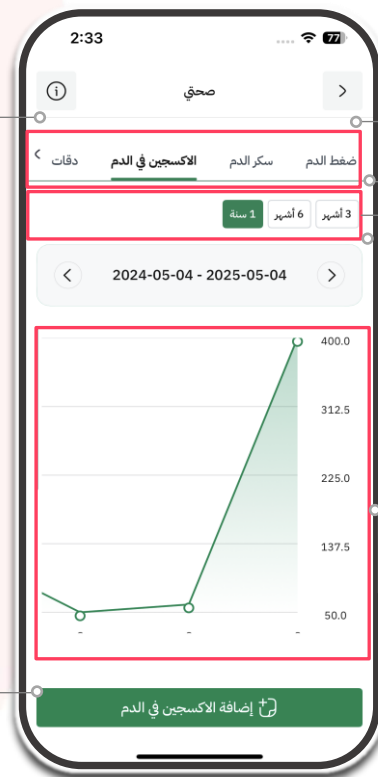 2:33
77
صحتي
ضغط الدم
سكر الدم
الاكسجين في الدم
دقات
3 أشهر
6 أشهر
1 سنة
2024-05-04 - 2025-05-04
400.0
312.5
225.0
137.5
50.0
- - -
إضافة الاكسجين في الدم